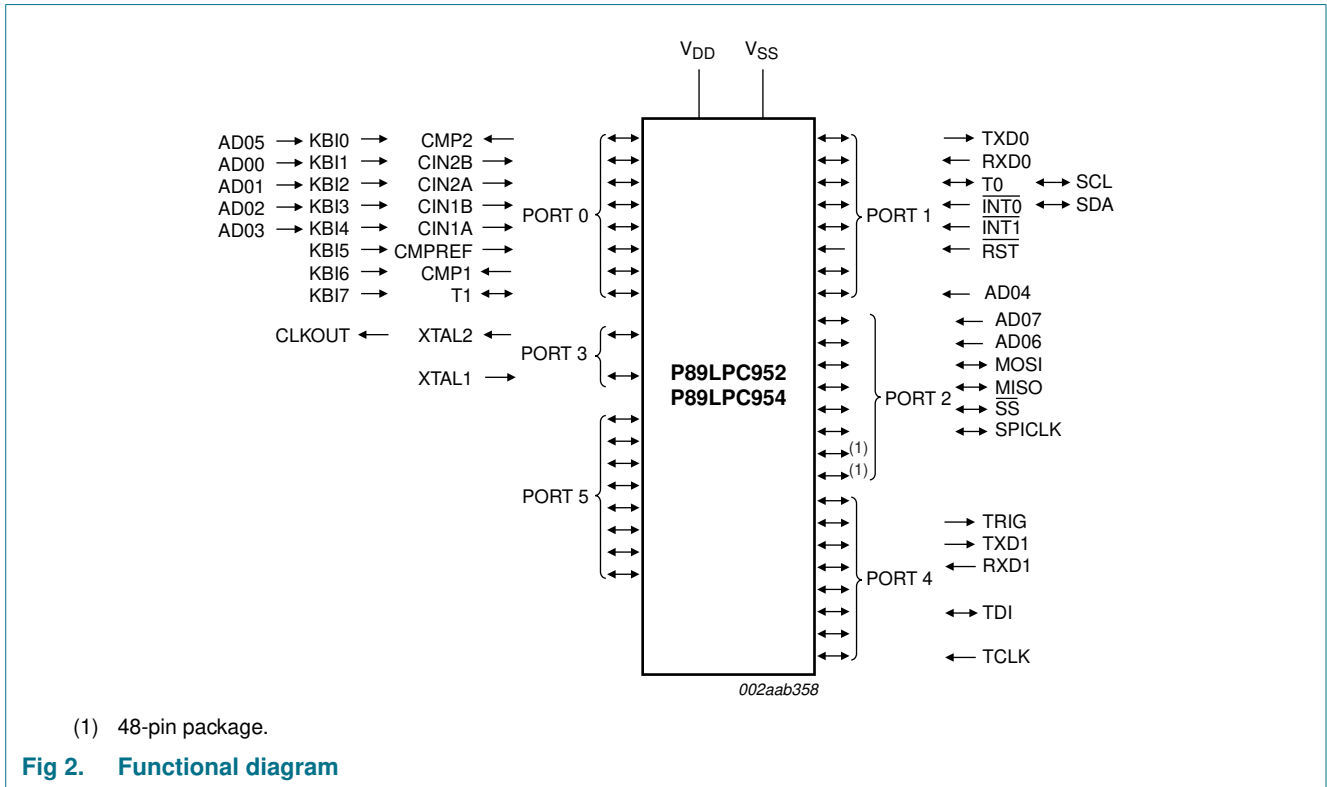 VDD VSS
AD05 KBI0 CMP2 TXD0
AD00 KBI1 CIN2B RXD0
AD01 KBI2 CIN2A T0 SCL
AD02 KBI3 CIN1B PORT 0 PORT 1 INT0 SDA
AD03 KBI4 CIN1A INT1
KBI5 CMPREF RST
KBI6 CMP1
KBI7 T1 AD04
AD07
CLKOUT XTAL2 AD06
PORT 3 MOSI
XTAL1 P89LPC952 MISO
P89LPC954 PORT 2 SS
SPICLK
(1)
(1)
PORT 5
TRIG
TXD1
RXD1
PORT 4
TDI
TCLK
002aab358
(1) 48-pin package.
Fig 2. Functional diagram